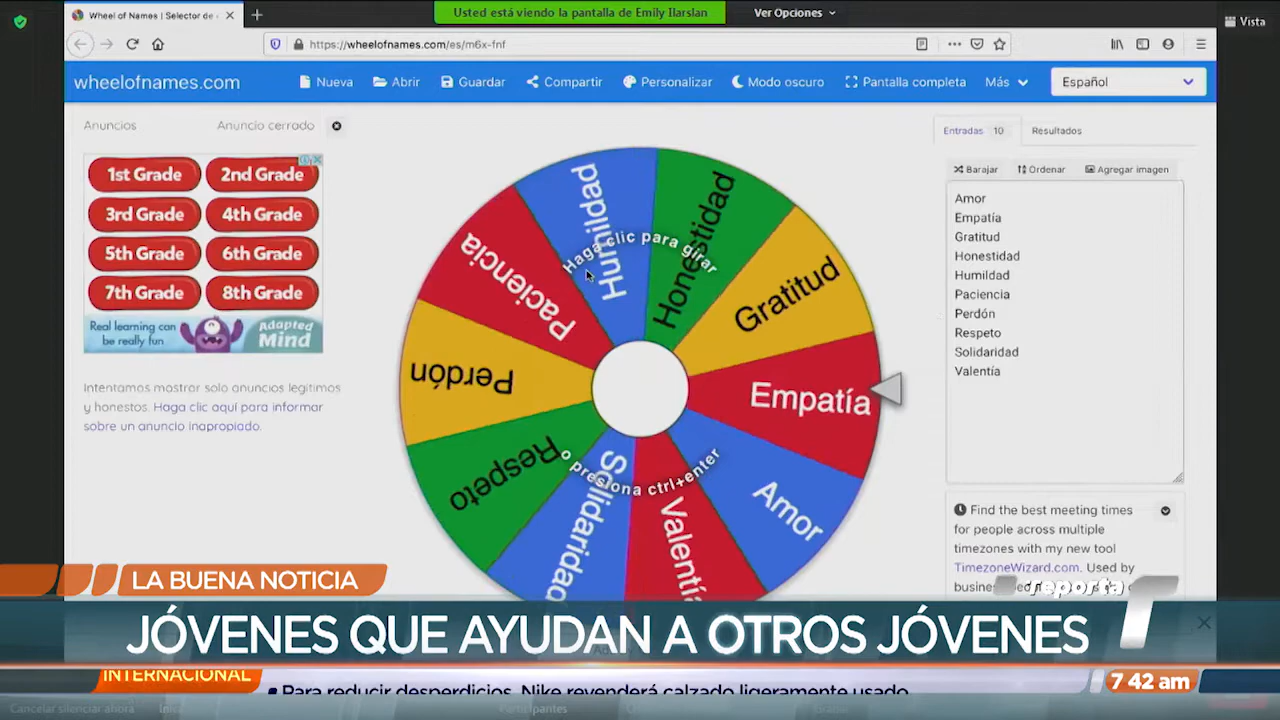 Wheel of Names | Selector de
Usted está viendo la pantalla de Emily Ilarslan
Ver Opciones
Vista
https://wheelofnames.com/es/m6x-fnf
wheelofnames.com
Nueva
Abrir
Guardar
Compartir
Personalizar
Modo oscuro
Pantalla completa
Más
Español
Anuncios
Anuncio cerrado
1st Grade
2nd Grade
3rd Grade
4th Grade
5th Grade
6th Grade
7th Grade
8th Grade
Real learning can
be really fun
Adapted
Mind
Intentamos mostrar solo anuncios legítimos
y honestos. Haga clic aquí para informar
sobre un anuncio inapropiado.
Humildad
Honestidad
Gratitud
Empatía
Amor
Valentía
Solidaridad
Respeto
Perdón
Paciencia
Haga clic para girar
o presiona ctrl+enter
Entradas 10
Resultados
Barajar
Ordenar
Agregar imagen
Amor
Empatía
Gratitud
Honestidad
Humildad
Paciencia
Perdón
Respeto
Solidaridad
Valentía
Find the best meeting times
for people across multiple
timezones with my new tool
TimezoneWizard.com. Used by
LA BUENA NOTICIA
reporta
JÓVENES QUE AYUDAN A OTROS JÓVENES
INTERNACIONAL
Para reducir desperdicios, Nike revenderá calzado ligeramente usado
7 42 am
Cancelar silenciar ahora
Participantes